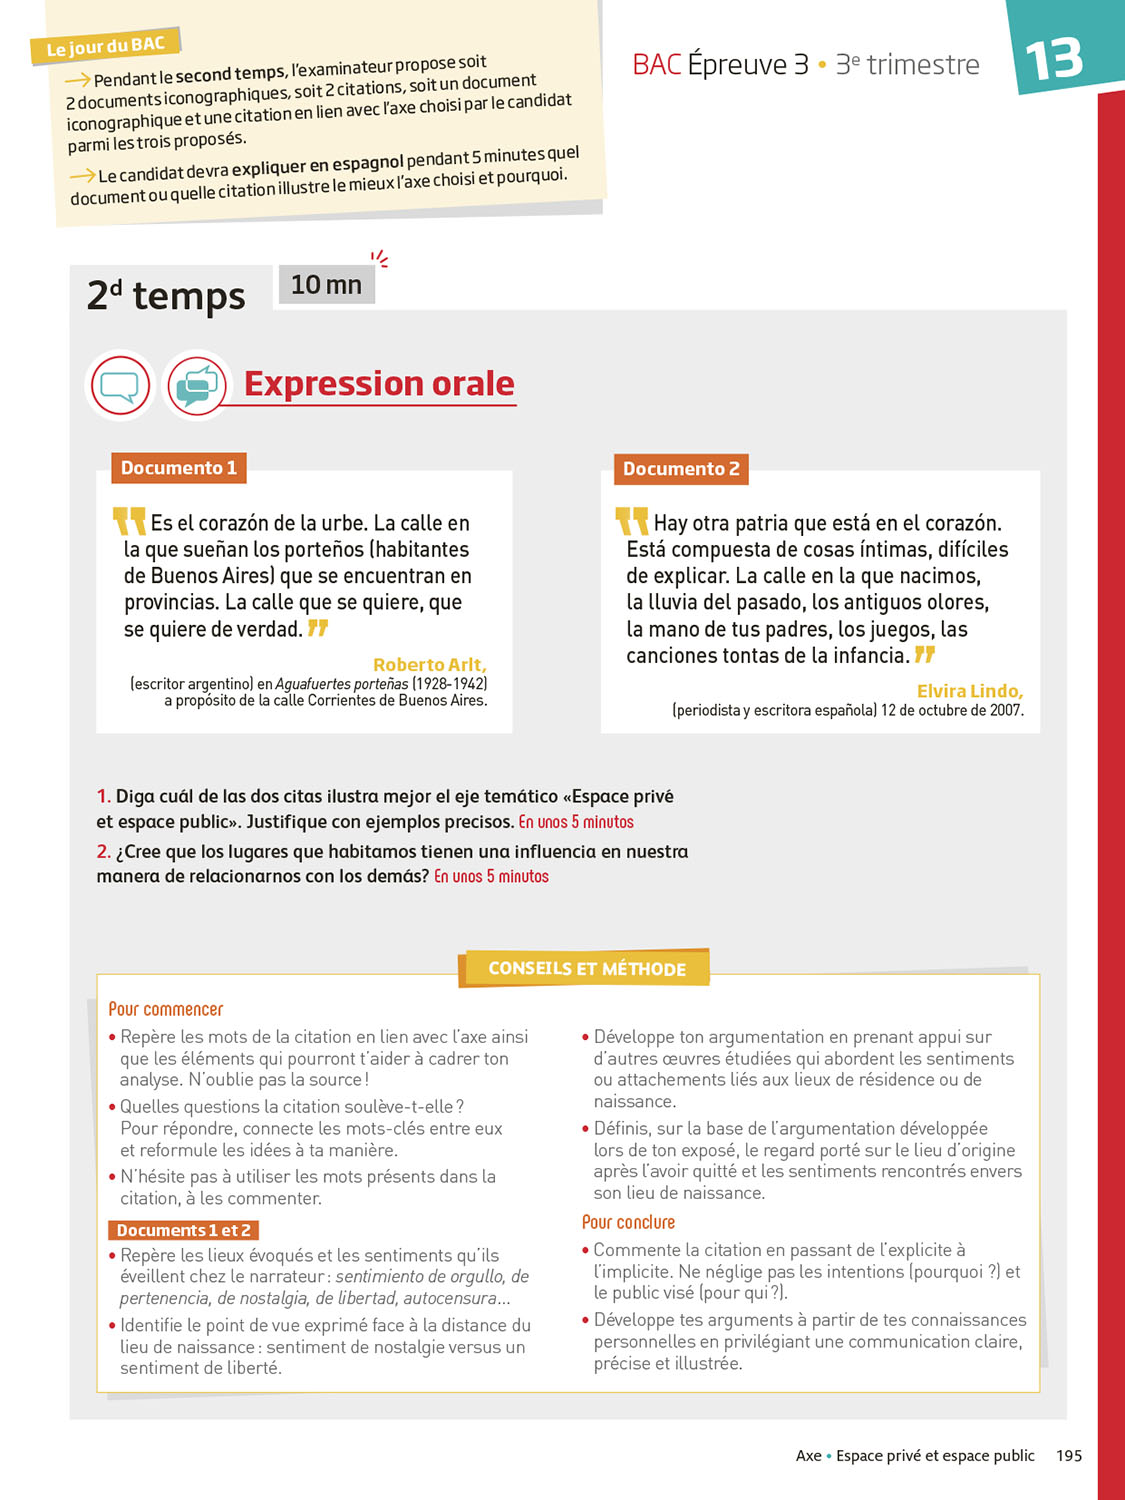 Le jour du BAC
Pendant le second temps, l'examinateur propose soit
2 documents iconographiques, soit 2 citations, soit un document
iconographique et une citation en lien avec l'axe choisi par le candidat
parmi les trois proposés.
Le candidat devra expliquer en espagnol pendant 5 minutes quel
document ou quelle citation illustre le mieux l'axe choisi et pourquoi.
BAC Épreuve 3 • 3e trimestre
13
2d temps
10 mn
Expression orale
Documento 1
" Es el corazón de la urbe. La calle en
la que sueñan los porteños (habitantes
de Buenos Aires) que se encuentran en
provincias. La calle que se quiere, que
se quiere de verdad. "
Roberto Arlt,
(escritor argentino) en Aguafuertes porteñas (1928-1942)
a propósito de la calle Corrientes de Buenos Aires.
Documento 2
" Hay otra patria que está en el corazón.
Está compuesta de cosas íntimas, difíciles
de explicar. La calle en la que nacimos,
la lluvia del pasado, los antiguos olores,
la mano de tus padres, los juegos, las
canciones tontas de la infancia. "
Elvira Lindo,
(periodista y escritora española) 12 de octubre de 2007.
1. Diga cuál de las dos citas ilustra mejor el eje temático «Espace privé
et espace public». Justifique con ejemplos precisos. En unos 5 minutos
2. ¿Cree que los lugares que habitamos tienen una influencia en nuestra
manera de relacionarnos con los demás? En unos 5 minutos
CONSEILS ET MÉTHODE
Pour commencer
• Repère les mots de la citation en lien avec l'axe ainsi
que les éléments qui pourront t'aider à cadrer ton
analyse. N'oublie pas la source !
• Quelles questions la citation soulève-t-elle ?
Pour répondre, connecte les mots-clés entre eux
et reformule les idées à ta manière.
• N'hésite pas à utiliser les mots présents dans la
citation, à les commenter.
Documents 1 et 2
• Repère les lieux évoqués et les sentiments qu'ils
éveillent chez le narrateur : sentimiento de orgullo, de
pertenencia, de nostalgia, de libertad, autocensura...
• Identifie le point de vue exprimé face à la distance du
lieu de naissance : sentiment de nostalgie versus un
sentiment de liberté.
• Développe ton argumentation en prenant appui sur
d'autres œuvres étudiées qui abordent les sentiments
ou attachements liés aux lieux de résidence ou de
naissance.
• Définis, sur la base de l'argumentation développée
lors de ton exposé, le regard porté sur le lieu d'origine
après l'avoir quitté et les sentiments rencontrés envers
son lieu de naissance.
Pour conclure
• Commente la citation en passant de l'explicite à
l'implicite. Ne néglige pas les intentions (pourquoi ?) et
le public visé (pour qui ?).
• Développe tes arguments à partir de tes connaissances
personnelles en privilégiant une communication claire,
précise et illustrée.
Axe • Espace privé et espace public 195